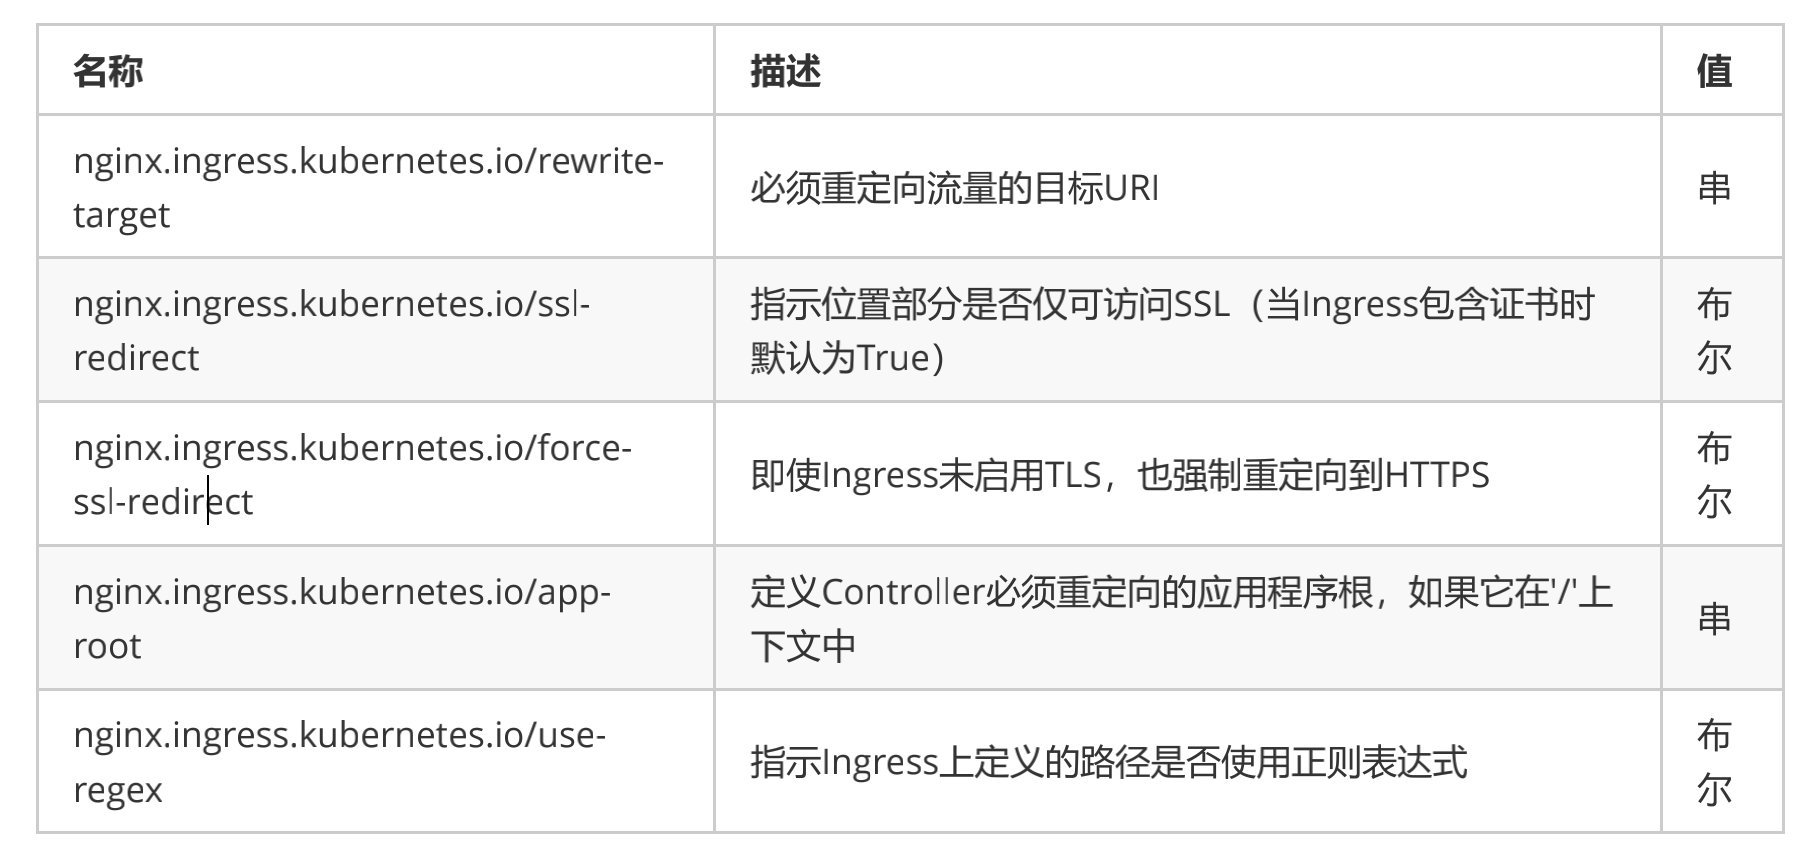 名称
描述
值
nginx.ingress.kubernetes.io/rewrite-
target
必须重定向流量的目标URI
串
nginx.ingress.kubernetes.io/ssl-
redirect
指示位置部分是否仅可访问SSL（当Ingress包含证书时
默认为True）
布
尔
nginx.ingress.kubernetes.io/force-
ssl-redirect
即使Ingress未启用TLS，也强制重定向到HTTPS
布
尔
nginx.ingress.kubernetes.io/app-
root
定义Controller必须重定向的应用程序根，如果它在'/'上
下文中
串
nginx.ingress.kubernetes.io/use-
regex
指示Ingress上定义的路径是否使用正则表达式
布
尔